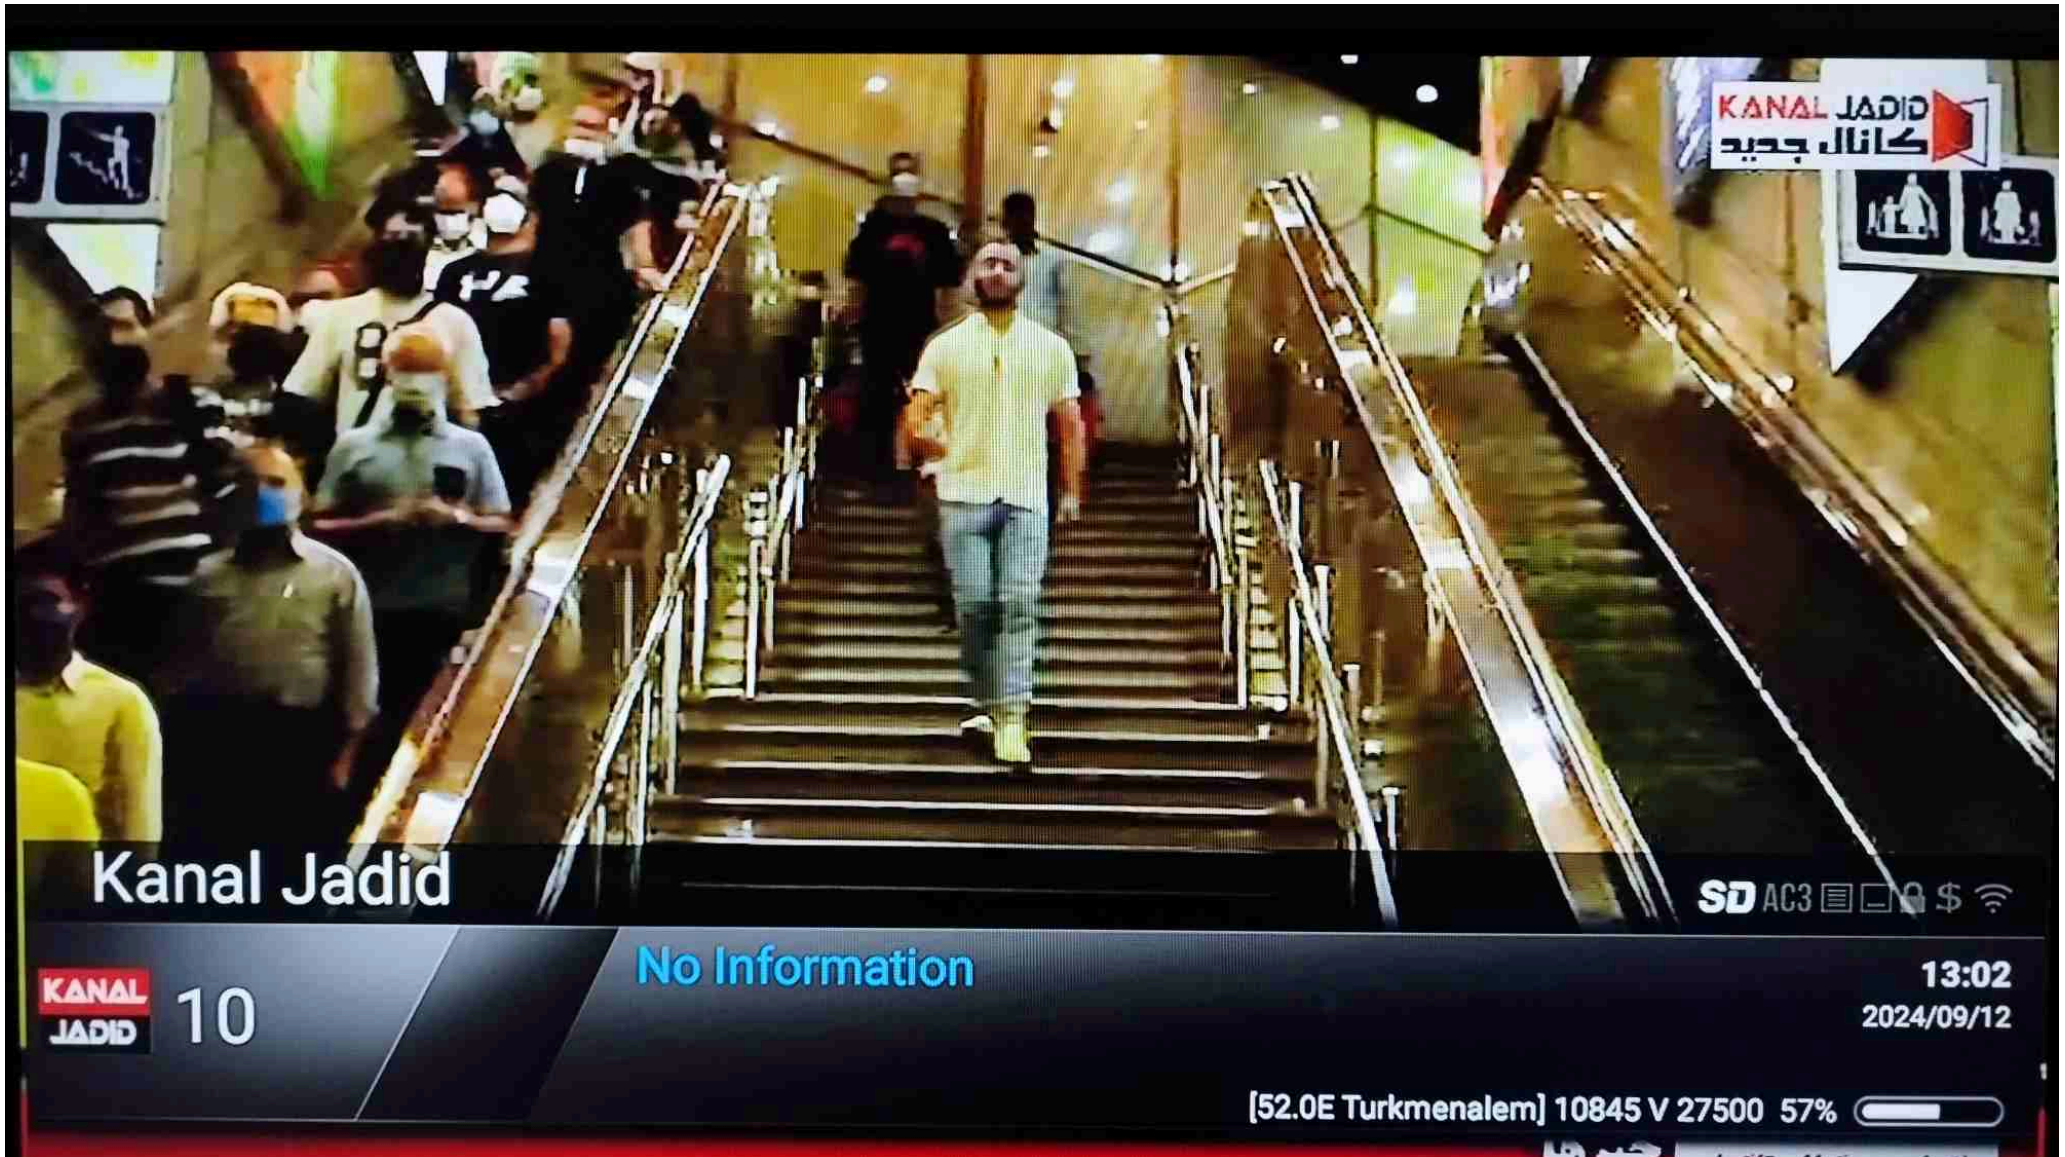 KANAL JADID
کانال جدید
8
Kanal Jadid
SD AC3 $
KANAL
JADID
10
No Information
13:02
2024/09/12
[52.0E Turkmenalem] 10845 V 27500 57%